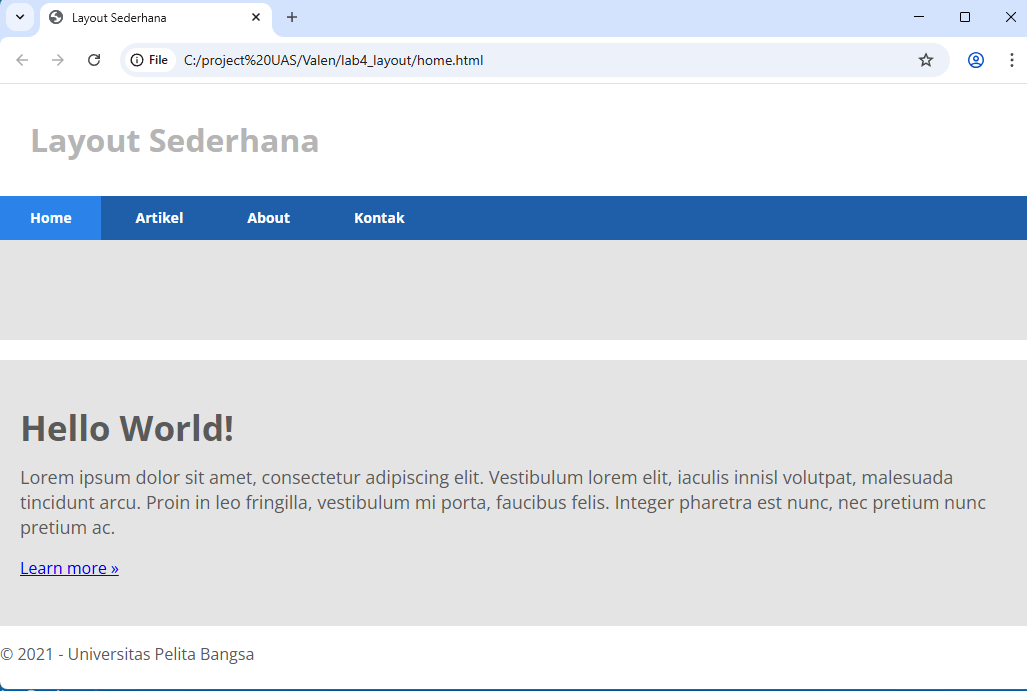 Layout Sederhana
File C:/project%20UAS/Valen/lab4_layout/home.html
Layout Sederhana
Home Artikel About Kontak
Hello World!
Lorem ipsum dolor sit amet, consectetur adipiscing elit. Vestibulum lorem elit, iaculis innisl volutpat, malesuada
tincidunt arcu. Proin in leo fringilla, vestibulum mi porta, faucibus felis. Integer pharetra est nunc, nec pretium nunc
pretium ac.
Learn more »
© 2021 - Universitas Pelita Bangsa